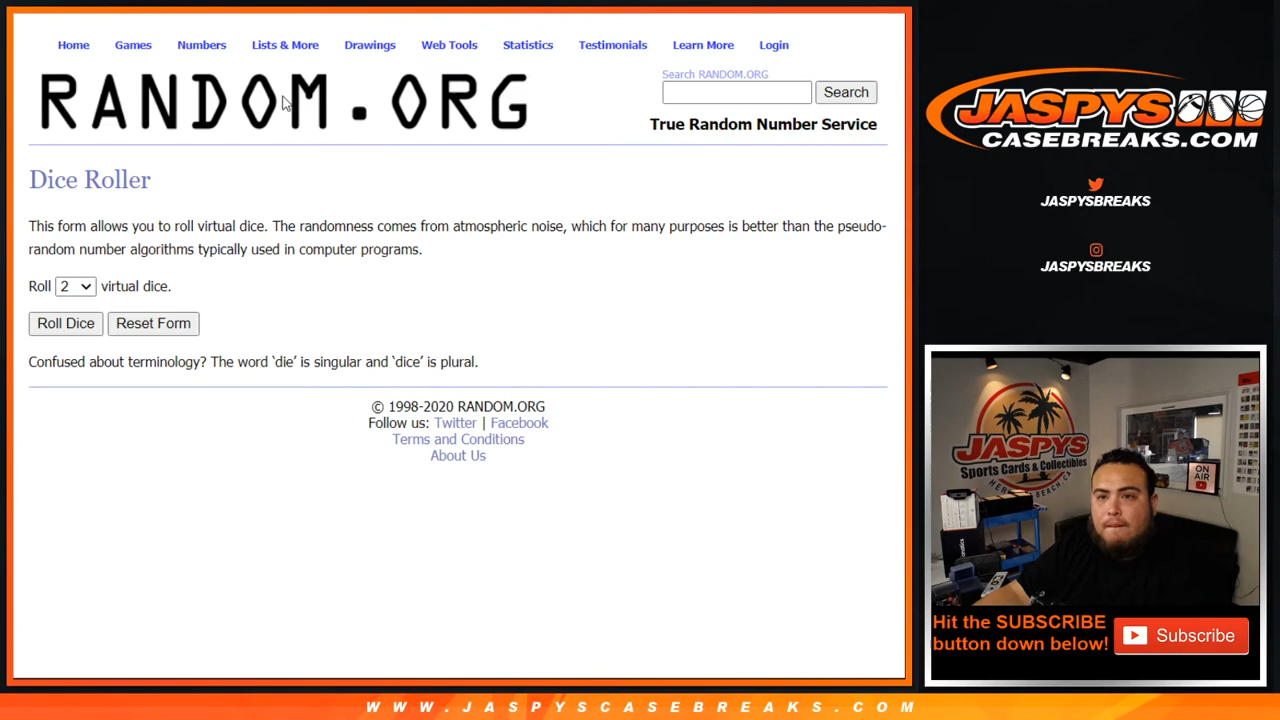 Home Games Numbers Lists & More Drawings Web Tools Statistics Testimonials Learn More Login
RANDOM.ORG
Search RANDOM.ORG
Search
True Random Number Service
Dice Roller
This form allows you to roll virtual dice. The randomness comes from atmospheric noise, which for many purposes is better than the pseudo-
random number algorithms typically used in computer programs.
Roll 2 virtual dice.
Roll Dice Reset Form
Confused about terminology? The word ‘die’ is singular and ‘dice’ is plural.
© 1998-2020 RANDOM.ORG
Follow us: Twitter | Facebook
Terms and Conditions
About Us
JASPYS
CASEBREAKS.COM
JASPYSBREAKS
JASPYSBREAKS
JASPYS
Sports Cards & Collectibles
ON
AIR
Hit the SUBSCRIBE
button down below!
Subscribe
WWW.JASPYSCASEBREAKS.COM